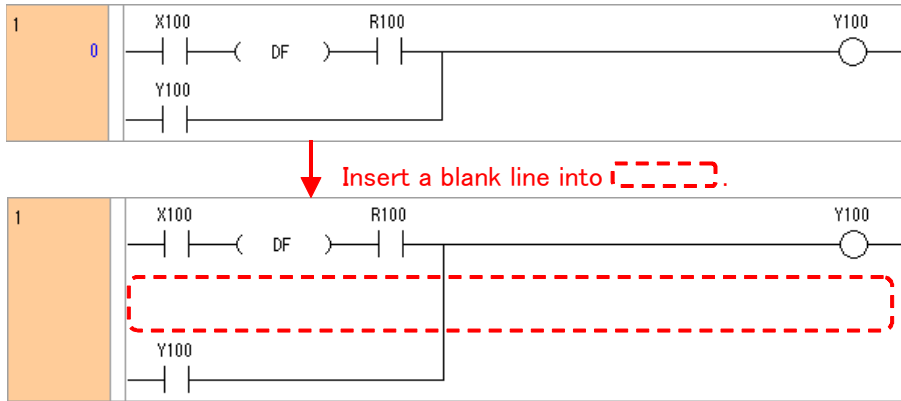 1 X100 R100 Y100
0 ( DF )
Y100
Insert a blank line into .
1 X100 R100 Y100
( DF )
Y100